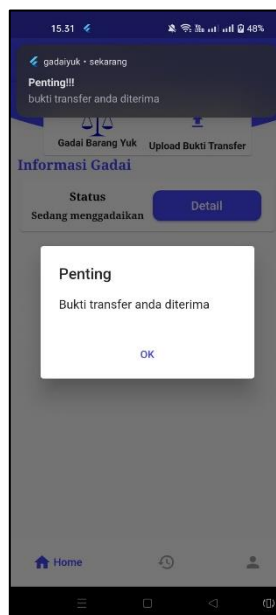 15.31 48%
gadaiyuk • sekarang
Penting!!!
bukti transfer anda diterima
Gadai Barang Yuk Upload Bukti Transfer
Informasi Gadai
Status
Sedang menggadaikan
Detail
Penting
Bukti transfer anda diterima
OK
Home